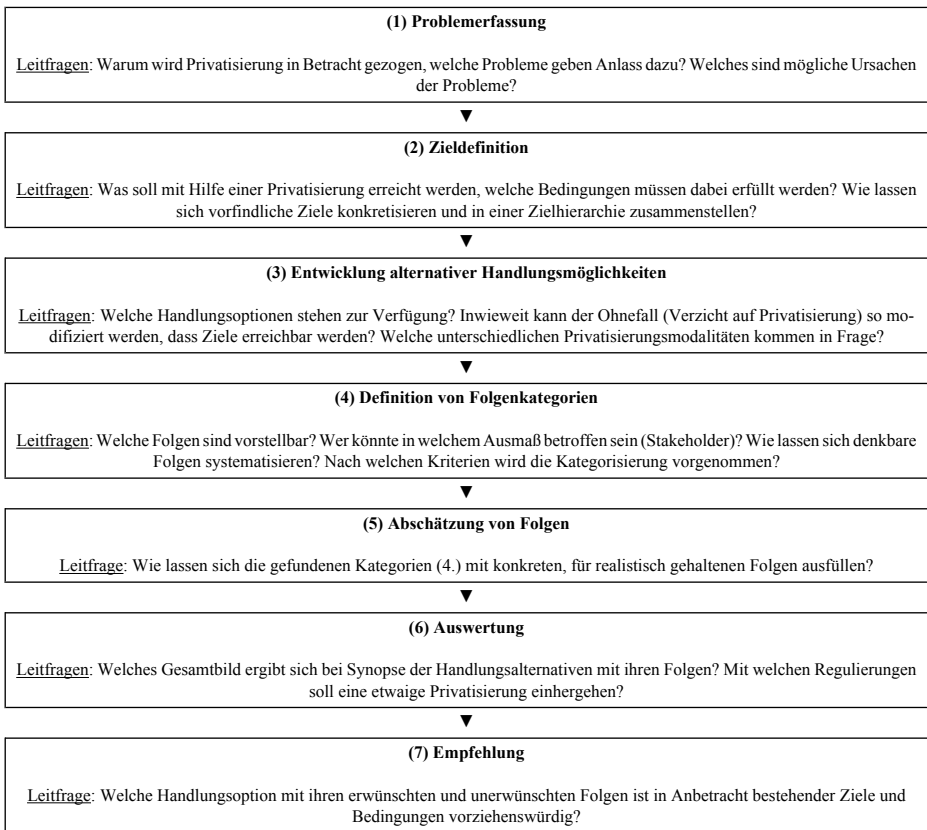 (1) Problemerfassung
Leitfragen: Warum wird Privatisierung in Betracht gezogen, welche Probleme geben Anlass dazu? Welches sind mögliche Ursachen
der Probleme?
▼
(2) Zieldefinition
Leitfragen: Was soll mit Hilfe einer Privatisierung erreicht werden, welche Bedingungen müssen dabei erfüllt werden? Wie lassen
sich vorfindliche Ziele konkretisieren und in einer Zielhierarchie zusammenstellen?
▼
(3) Entwicklung alternativer Handlungsmöglichkeiten
Leitfragen: Welche Handlungsoptionen stehen zur Verfügung? Inwieweit kann der Ohnefall (Verzicht auf Privatisierung) so mo-
difiziert werden, dass Ziele erreichbar werden? Welche unterschiedlichen Privatisierungsmodalitäten kommen in Frage?
▼
(4) Definition von Folgenkategorien
Leitfragen: Welche Folgen sind vorstellbar? Wer könnte in welchem Ausmaß betroffen sein (Stakeholder)? Wie lassen sich denkbare
Folgen systematisieren? Nach welchen Kriterien wird die Kategorisierung vorgenommen?
▼
(5) Abschätzung von Folgen
Leitfrage: Wie lassen sich die gefundenen Kategorien (4.) mit konkreten, für realistisch gehaltenen Folgen ausfüllen?
▼
(6) Auswertung
Leitfragen: Welches Gesamtbild ergibt sich bei Synopse der Handlungsalternativen mit ihren Folgen? Mit welchen Regulierungen
soll eine etwaige Privatisierung einhergehen?
▼
(7) Empfehlung
Leitfrage: Welche Handlungsoption mit ihren erwünschten und unerwünschten Folgen ist in Anbetracht bestehender Ziele und
Bedingungen vorziehenswürdig?